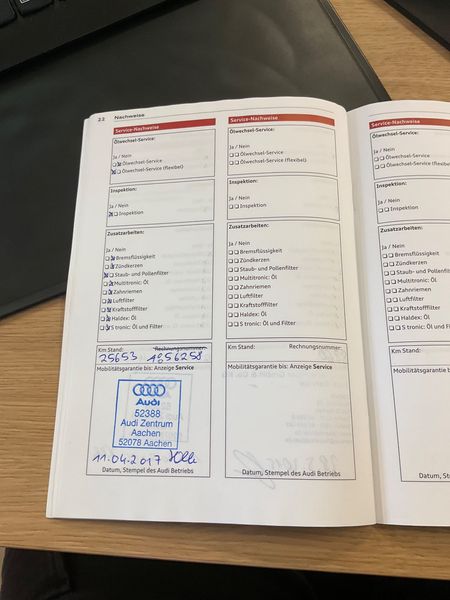 22 Nachweise
Service-Nachweise
Ölwechsel-Service:
Ja / Nein
Ölwechsel-Service
Ölwechsel-Service (flexibel)
Inspektion:
Ja / Nein
Inspektion
Zusatzarbeiten:
Ja / Nein
Bremsflüssigkeit
Zündkerzen
Staub- und Pollenfilter
Multitronic: Öl
Zahnriemen
Luftfilter
Kraftstofffilter
Haldex: Öl
S tronic: Öl und Filter
Km Stand: Rechnungsnummer:
25653 1056258
Mobilitätsgarantie bis: Anzeige Service
Audi
52388
Audi Zentrum
Aachen
52078 Aachen
11.04.2017
Datum, Stempel des Audi Betriebs
Service-Nachweise
Ölwechsel-Service:
Ja / Nein
Ölwechsel-Service
Ölwechsel-Service (flexibel)
Inspektion:
Ja / Nein
Inspektion
Zusatzarbeiten:
Ja / Nein
Bremsflüssigkeit
Zündkerzen
Staub- und Pollenfilter
Multitronic: Öl
Zahnriemen
Luftfilter
Kraftstofffilter
Haldex: Öl
S tronic: Öl und Filter
Km Stand: Rechnungsnummer:
Mobilitätsgarantie bis: Anzeige Service
Datum, Stempel des Audi Betriebs
Service-Nachweise
Ölwechsel-Service:
Ja / Nein
Ölwechsel-Service
Ölwechsel-Service (flexibel)
Inspektion:
Ja / Nein
Inspektion
Zusatzarbeiten:
Ja / Nein
Bremsflüssigkeit
Zündkerzen
Staub- und Pollenfilter
Multitronic: Öl
Zahnriemen
Luftfilter
Kraftstofffilter
Haldex: Öl
S tronic: Öl und Filter
Km Stand:
Mobilitätsgarantie bis
Datum, S